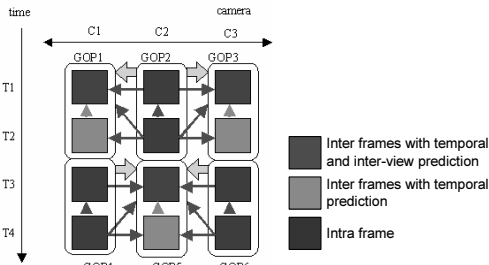 time
camera
C1
C2
C3
GOP1
GOP2
GOP3
T1
T2
T3
T4
Inter frames with temporal
and inter-view prediction
Inter frames with temporal
prediction
Intra frame